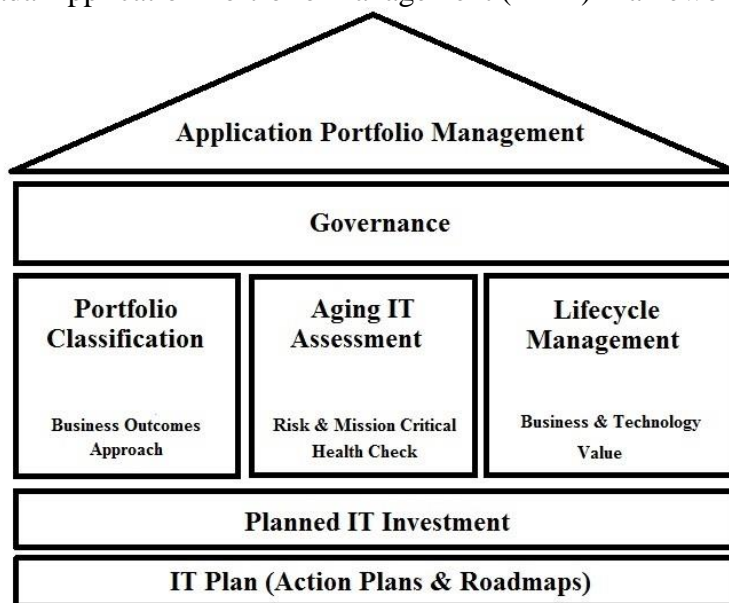 Application Portfolio Management
Governance
Portfolio
Classification
Business Outcomes
Approach
Aging IT
Assessment
Risk & Mission Critical
Health Check
Lifecycle
Management
Business & Technology
Value
Planned IT Investment
IT Plan (Action Plans & Roadmaps)